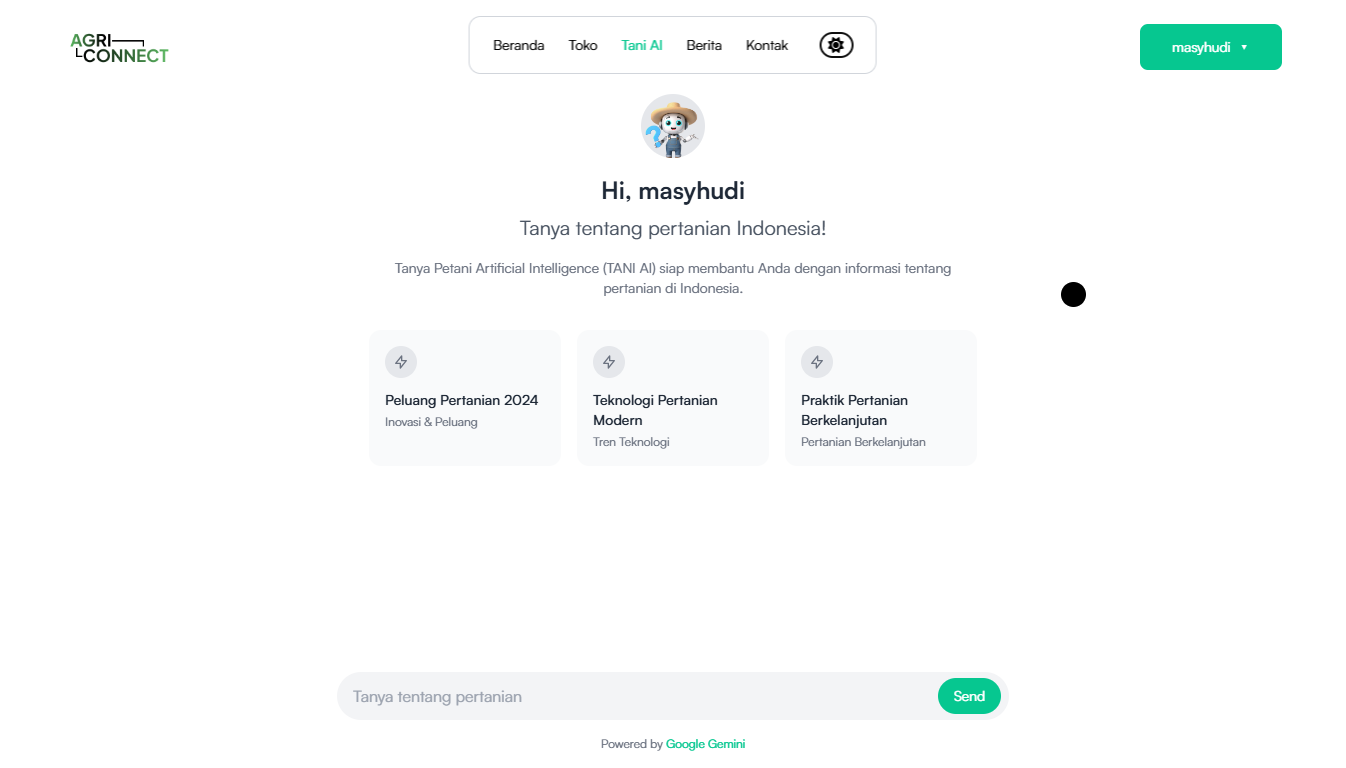 AGRI
CONNECT
Beranda Toko Tani AI Berita Kontak
masyhudi
Hi, masyhudi
Tanya tentang pertanian Indonesia!
Tanya Petani Artificial Intelligence (TANI AI) siap membantu Anda dengan informasi tentang
pertanian di Indonesia.
Peluang Pertanian 2024
Inovasi & Peluang
Teknologi Pertanian
Modern
Tren Teknologi
Praktik Pertanian
Berkelanjutan
Pertanian Berkelanjutan
Tanya tentang pertanian
Send
Powered by Google Gemini